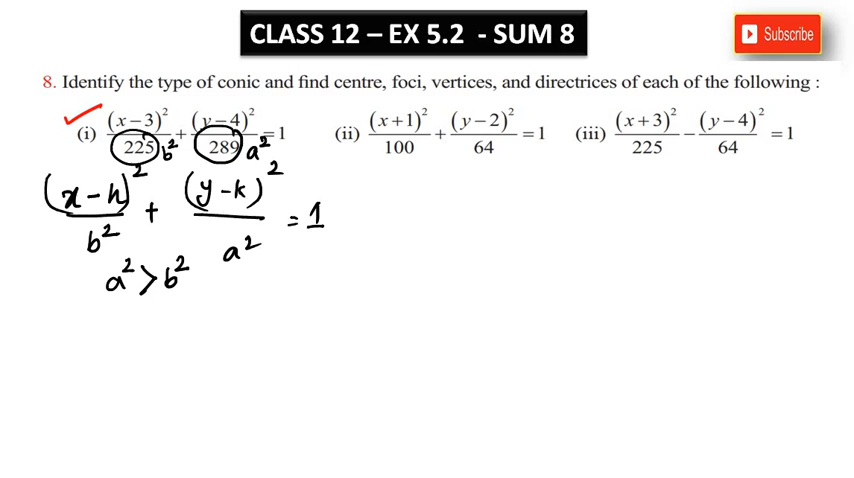 CLASS 12 – EX 5.2 - SUM 8
Subscribe
8. Identify the type of conic and find centre, foci, vertices, and directrices of each of the following :
(i) (x−3)²/225 + (y−4)²/289 = 1 (ii) (x+1)²/100 + (y−2)²/64 = 1 (iii) (x+3)²/225 − (y−4)²/64 = 1
b² a²
(x−h)²/b² + (y−k)²/a² = 1
a² > b²